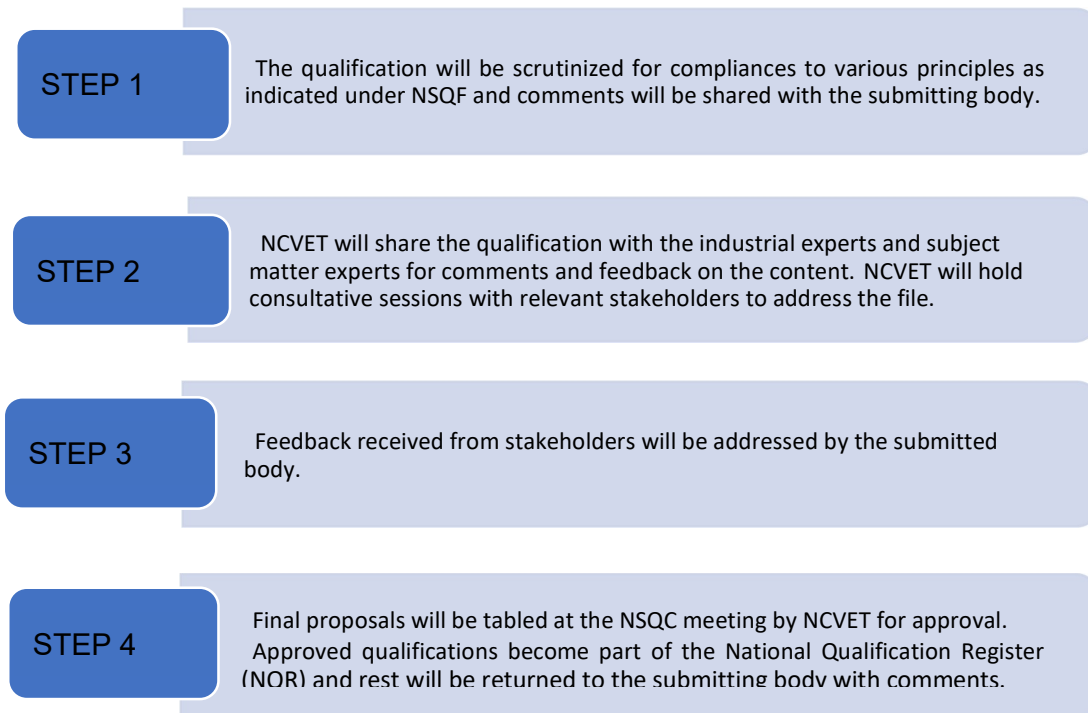 STEP 1
The qualification will be scrutinized for compliances to various principles as
indicated under NSQF and comments will be shared with the submitting body.
STEP 2
NCVET will share the qualification with the industrial experts and subject
matter experts for comments and feedback on the content. NCVET will hold
consultative sessions with relevant stakeholders to address the file.
STEP 3
Feedback received from stakeholders will be addressed by the submitted
body.
STEP 4
Final proposals will be tabled at the NSQC meeting by NCVET for approval.
Approved qualifications become part of the National Qualification Register
(NQR) and rest will be returned to the submitting body with comments.